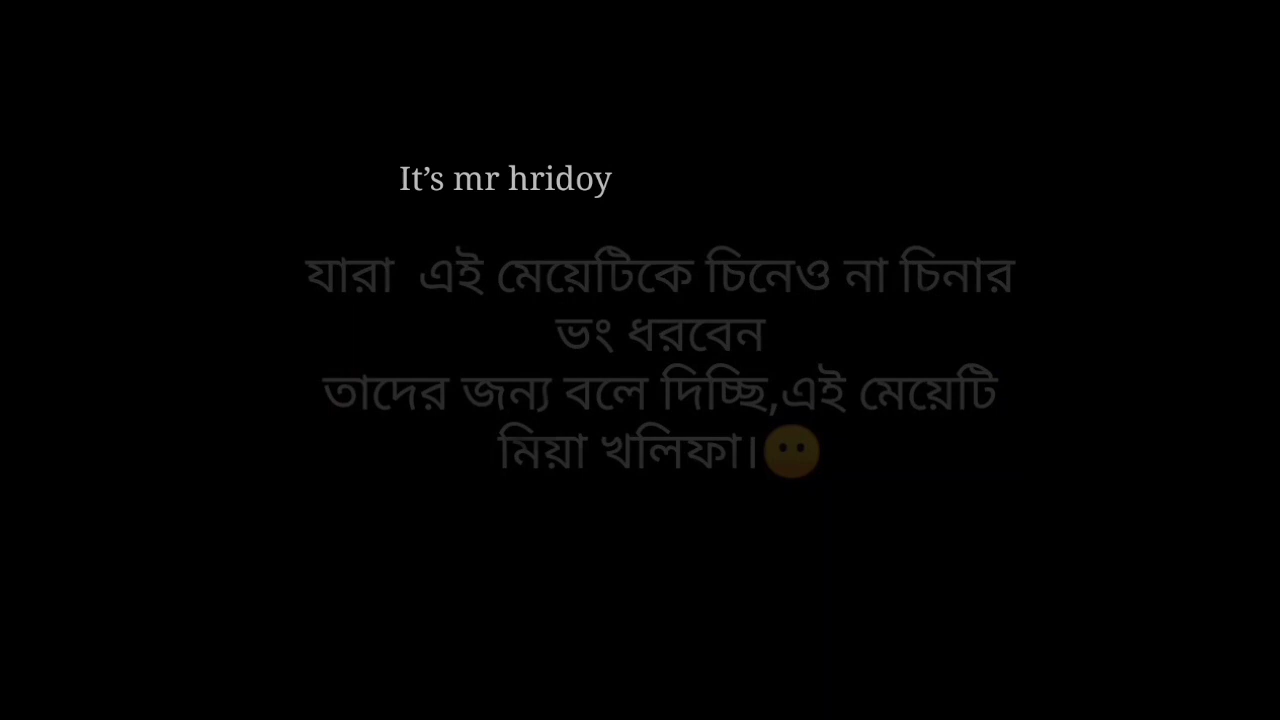 It’s mr hridoy
যারা  এই মেয়েটিকে চিনেও না চিনার
ভং ধরবেন
তাদের জন্য বলে দিচ্ছি,এই মেয়েটি
মিয়া খলিফা।😶